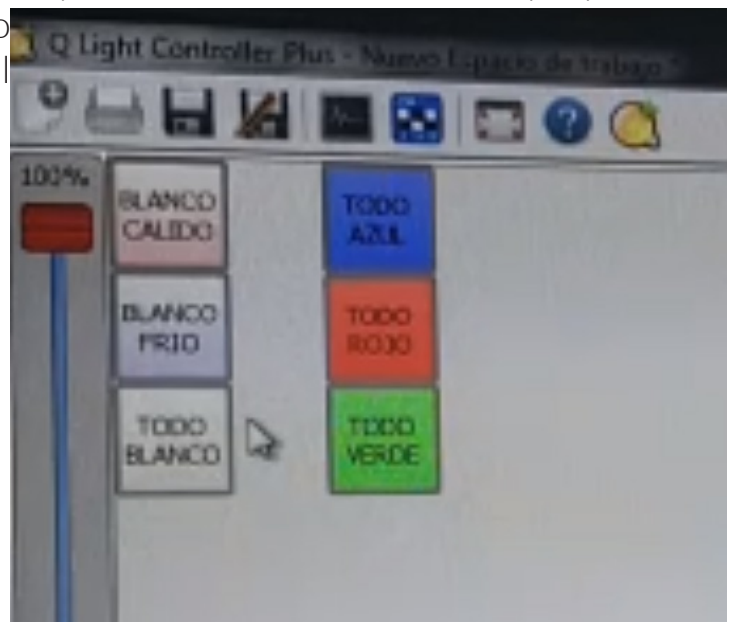 Q Light Controller Plus - Nuevo Espacio de trabajo *
100%
BLANCO
CALIDO
TODO
AZUL
BLANCO
FRIO
TODO
ROJO
TODO
BLANCO
TODO
VERDE